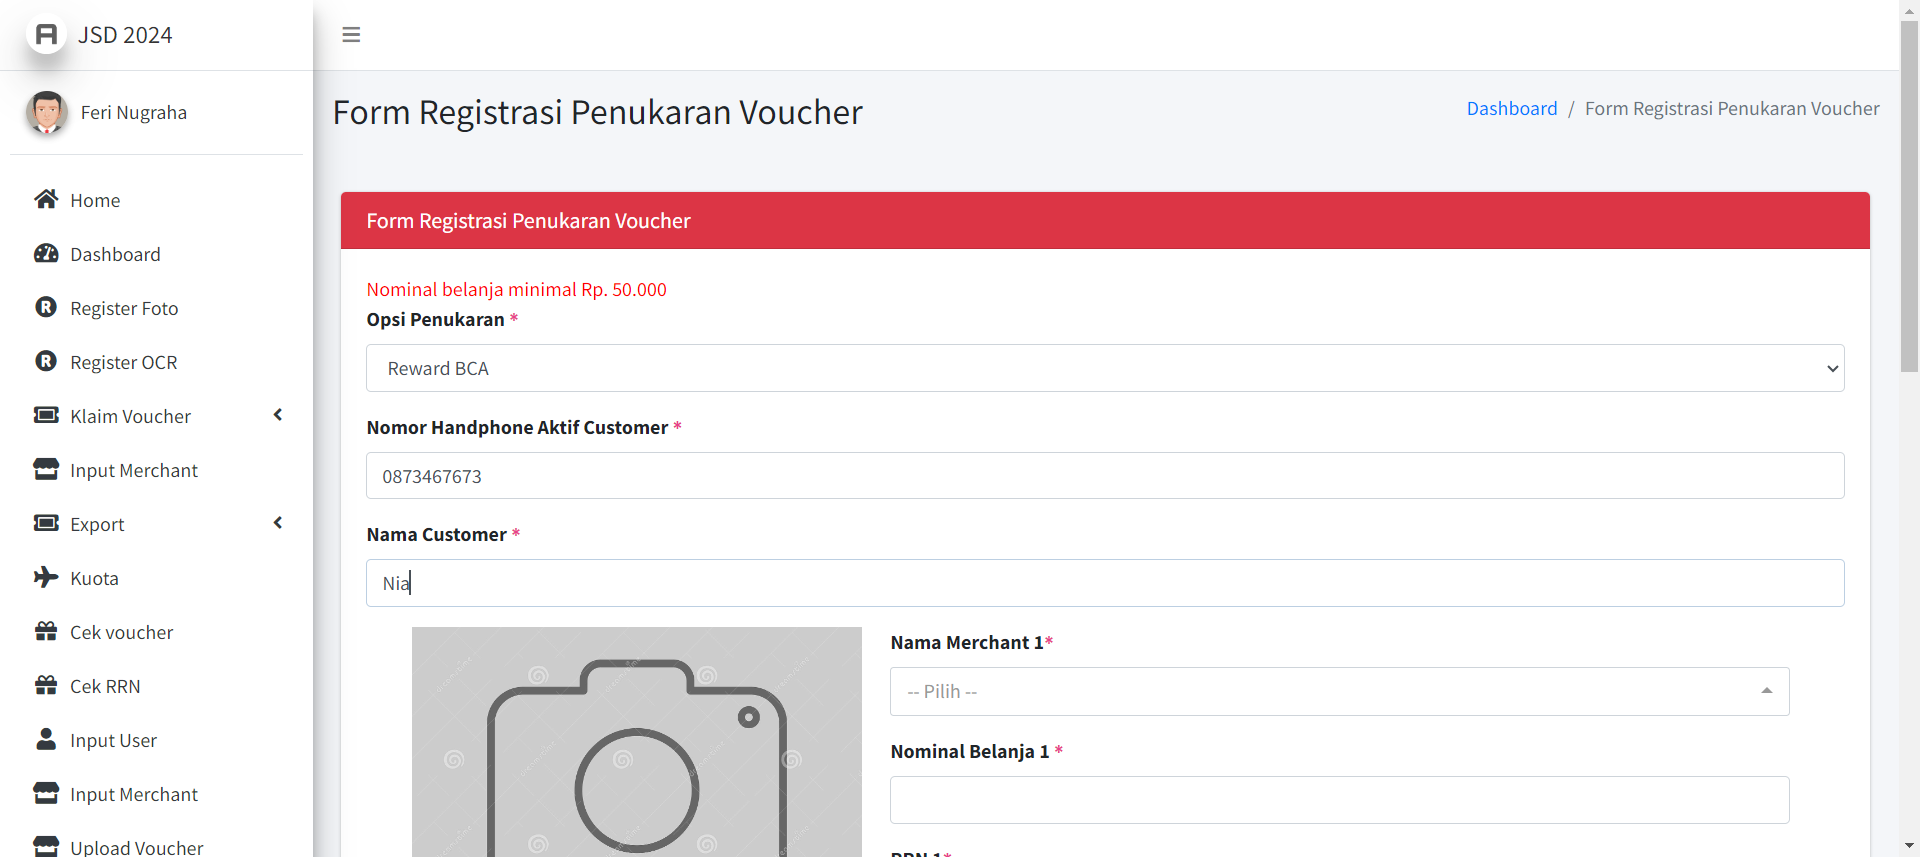 JSD 2024
Feri Nugraha
Home
Dashboard
Register Foto
Register OCR
Klaim Voucher
Input Merchant
Export
Kuota
Cek voucher
Cek RRN
Input User
Input Merchant
Upload Voucher
Form Registrasi Penukaran Voucher
Dashboard / Form Registrasi Penukaran Voucher
Form Registrasi Penukaran Voucher
Nominal belanja minimal Rp. 50.000
Opsi Penukaran *
Reward BCA
Nomor Handphone Aktif Customer *
0873467673
Nama Customer *
Nia
Nama Merchant 1*
-- Pilih --
Nominal Belanja 1 *
RRN 1*